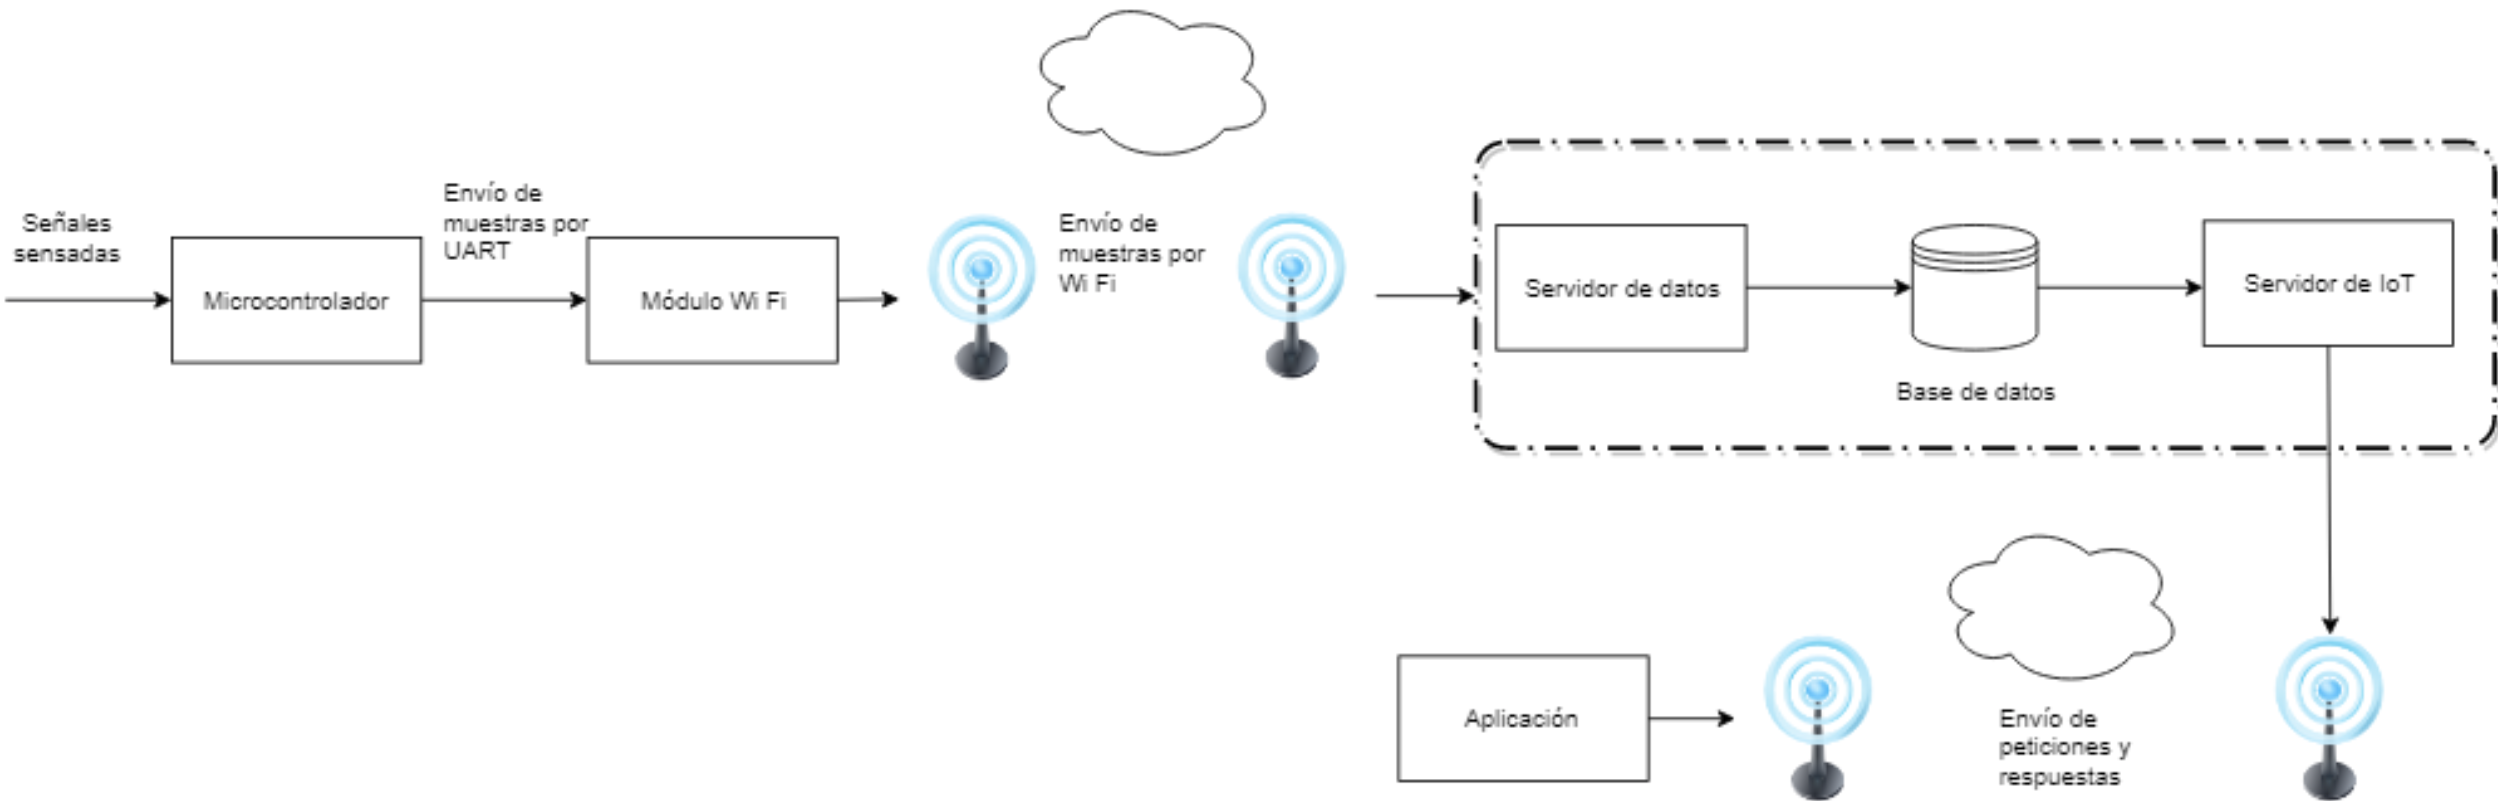 Señales
sensadas
Microcontrolador
Envío de
muestras por
UART
Módulo Wi Fi
Envío de
muestras por
Wi Fi
Servidor de datos
Base de datos
Servidor de IoT
Aplicación
Envío de
peticiones y
respuestas